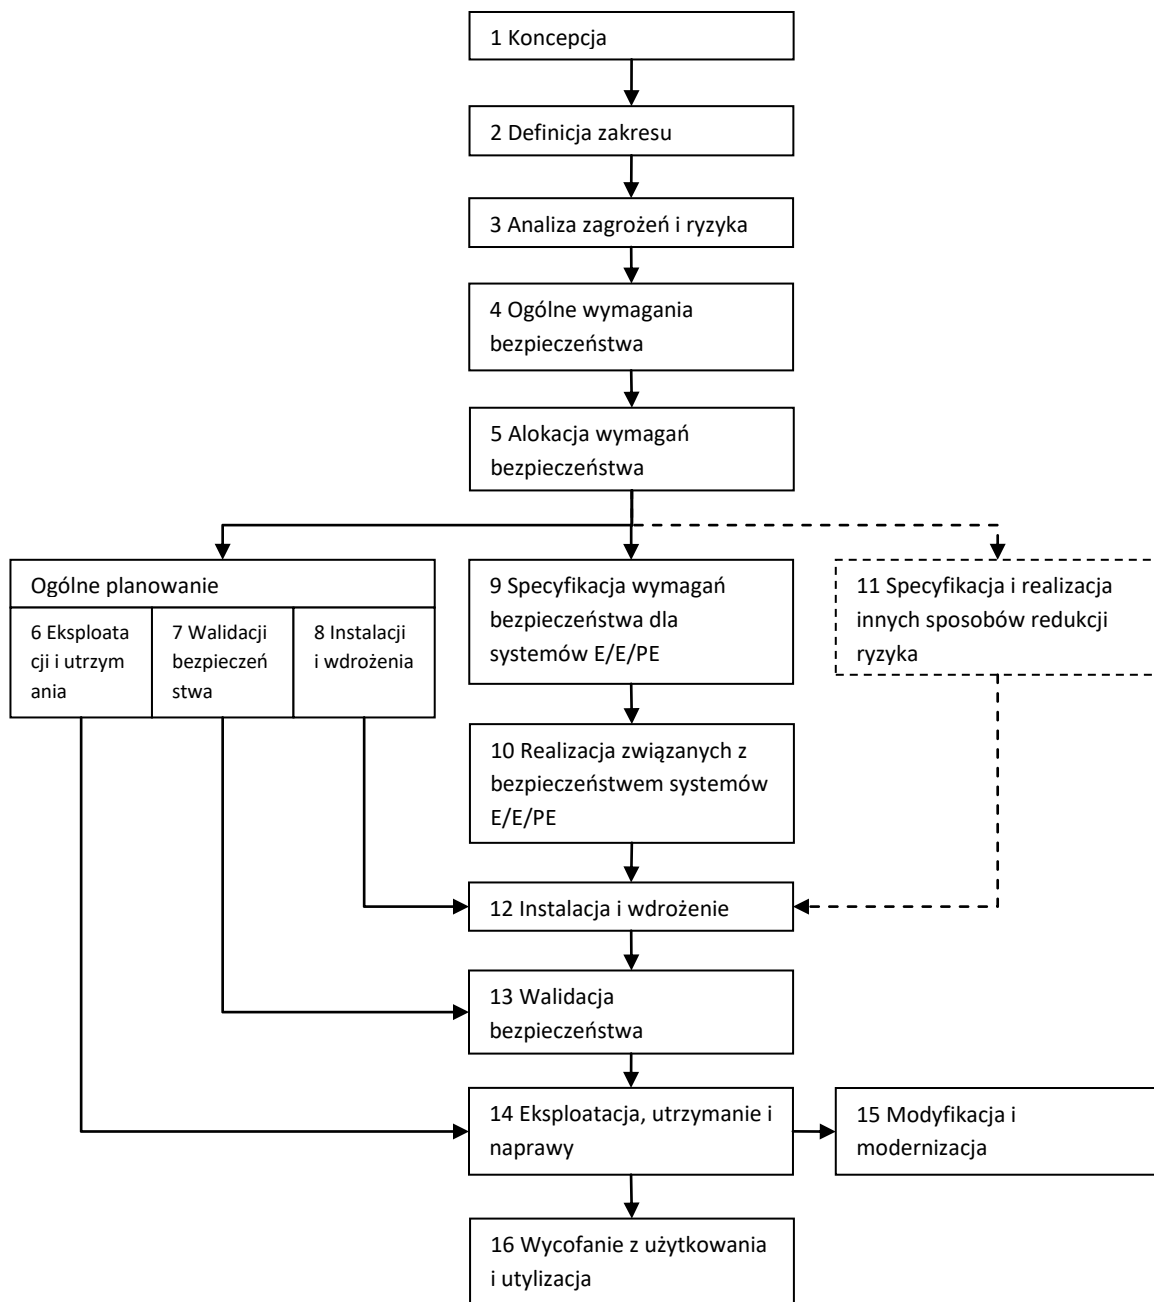 1 Koncepcja
2 Definicja zakresu
3 Analiza zagrożeń i ryzyka
4 Ogólne wymagania
bezpieczeństwa
5 Alokacja wymagań
bezpieczeństwa
Ogólne planowanie
6 Eksploata
cji i utrzym
ania
7 Walidacji
bezpieczeń
stwa
8 Instalacji
i wdrożenia
9 Specyfikacja wymagań
bezpieczeństwa dla
systemów E/E/PE
11 Specyfikacja i realizacja
innych sposobów redukcji
ryzyka
10 Realizacja związanych z
bezpieczeństwem systemów
E/E/PE
12 Instalacja i wdrożenie
13 Walidacja
bezpieczeństwa
14 Eksploatacja, utrzymanie i
naprawy
15 Modyfikacja i
modernizacja
16 Wycofanie z użytkowania
i utylizacja